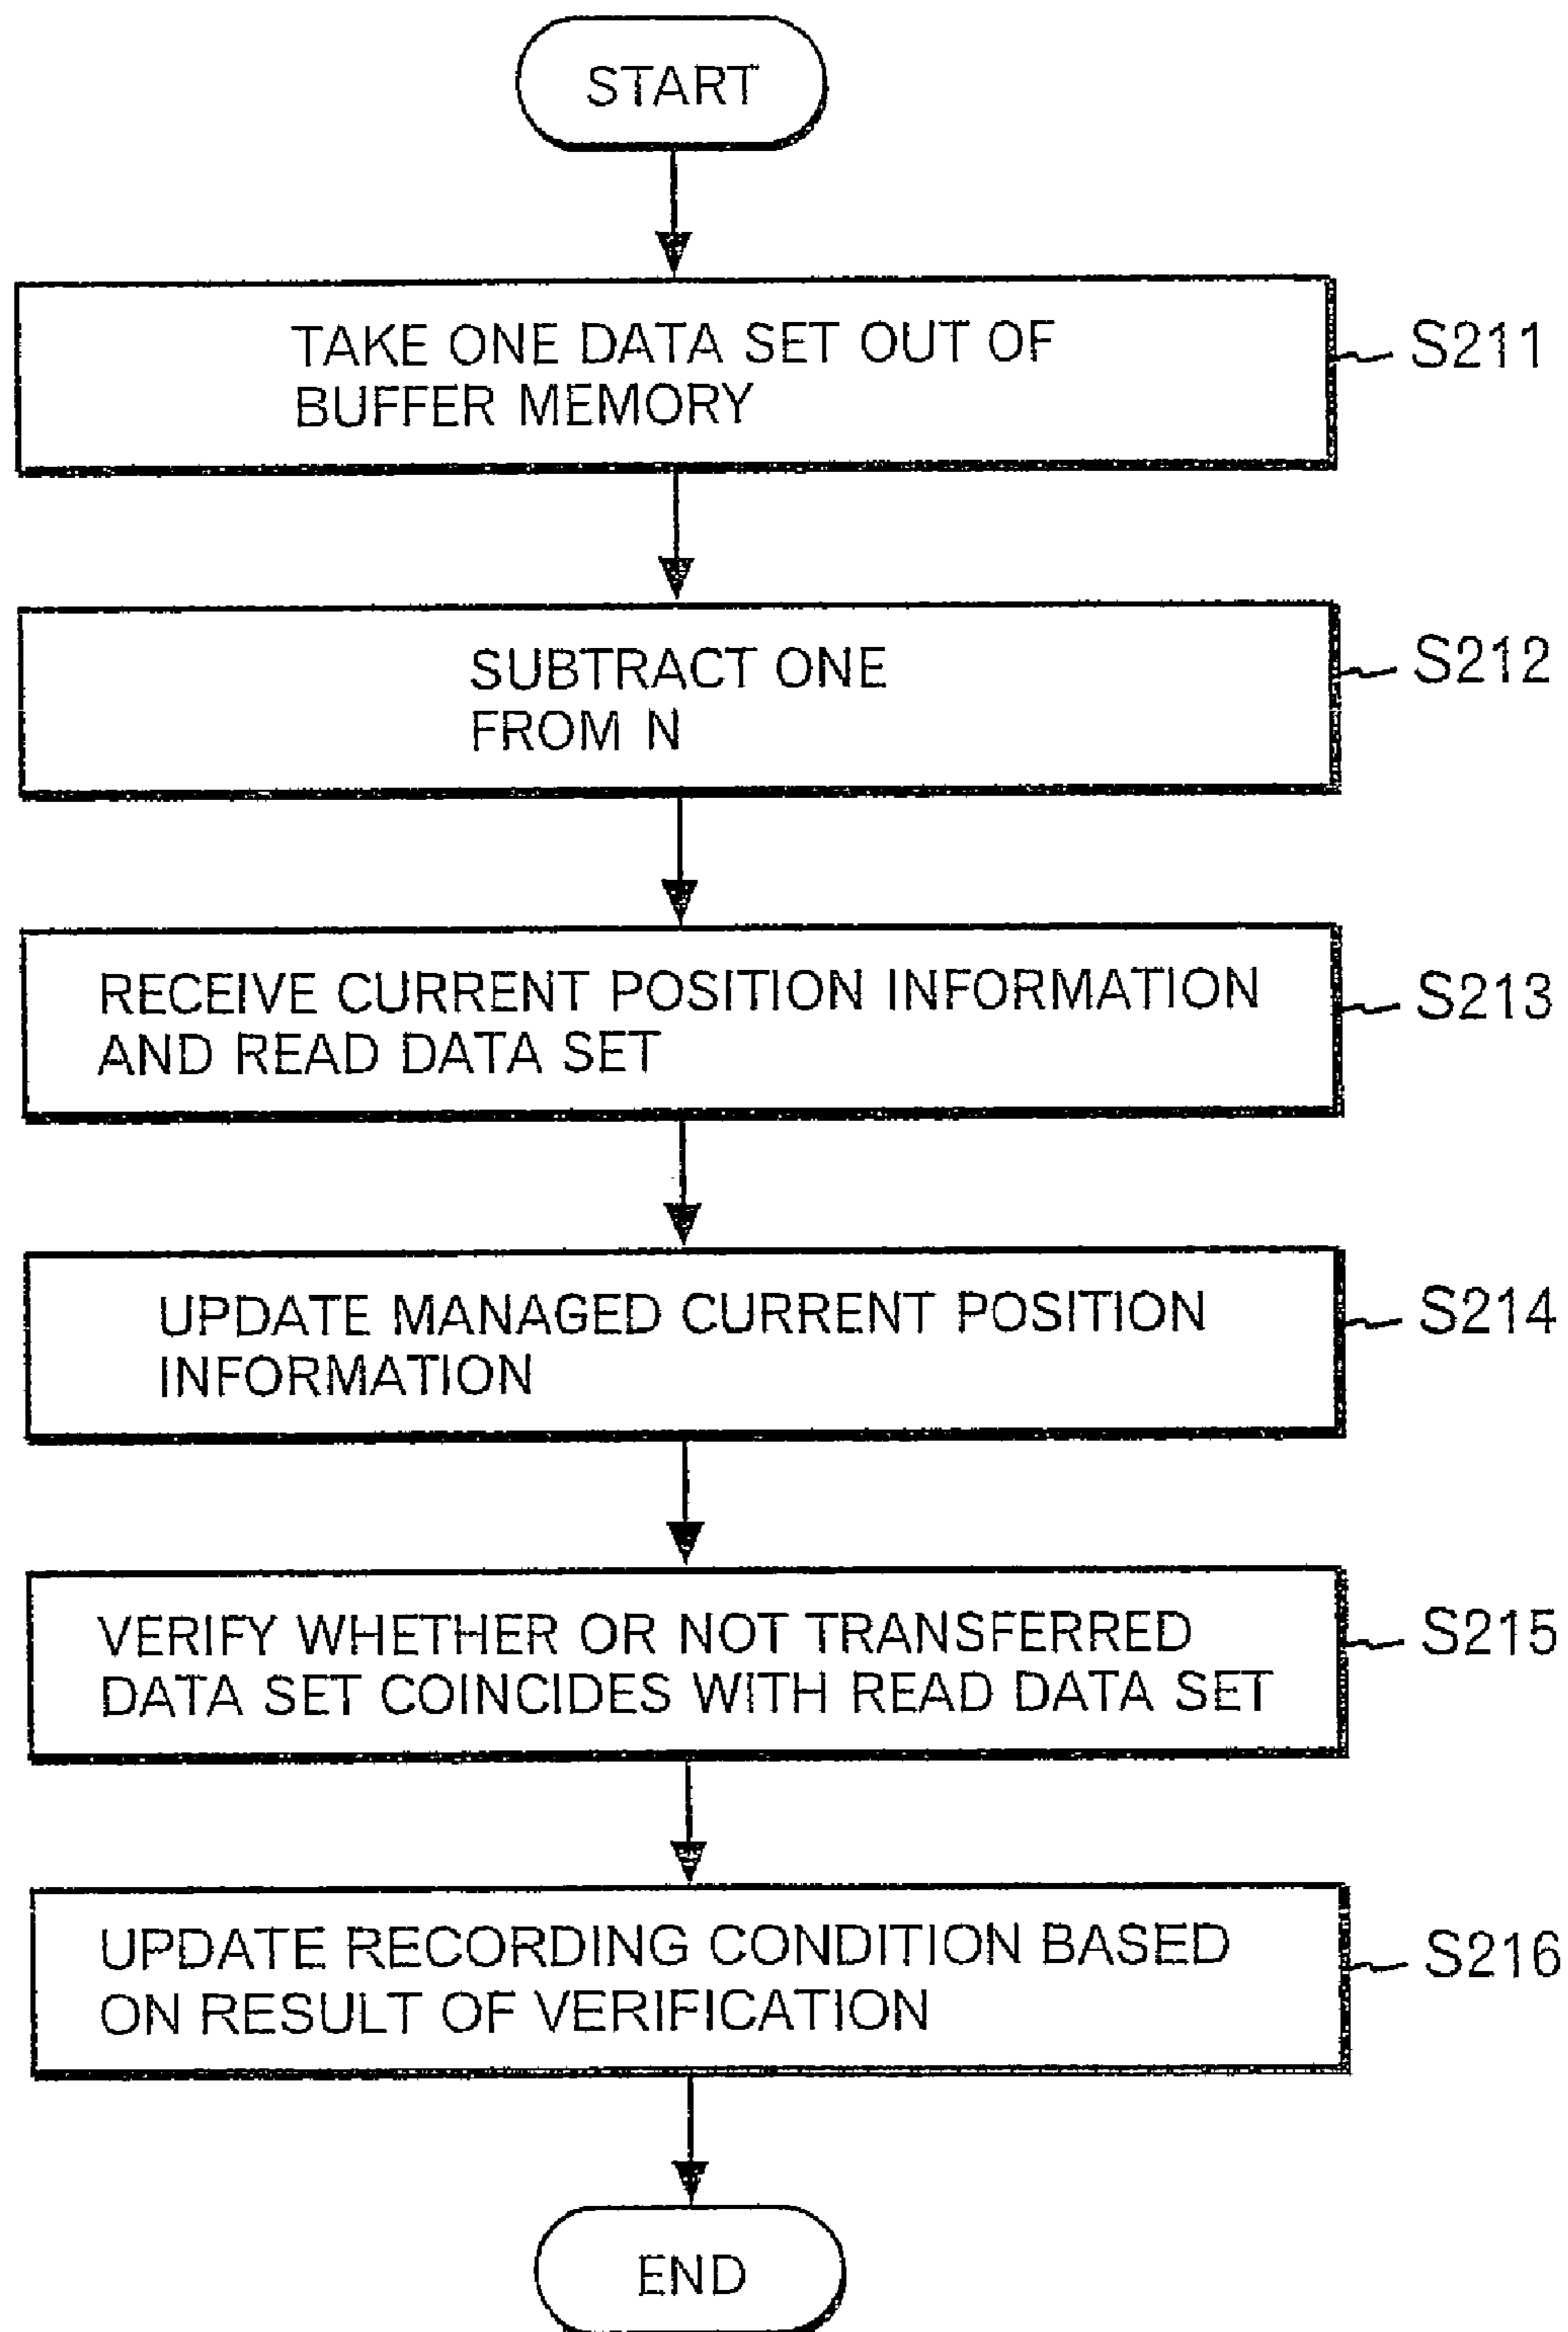 START
TAKE ONE DATA SET OUT OF
BUFFER MEMORY
S211
SUBTRACT ONE
FROM N
S212
RECEIVE CURRENT POSITION INFORMATION
AND READ DATA SET
S213
UPDATE MANAGED CURRENT POSITION
INFORMATION
S214
VERIFY WHETHER OR NOT TRANSFERRED
DATA SET COINCIDES WITH READ DATA SET
S215
UPDATE RECORDING CONDITION BASED
ON RESULT OF VERIFICATION
S216
END